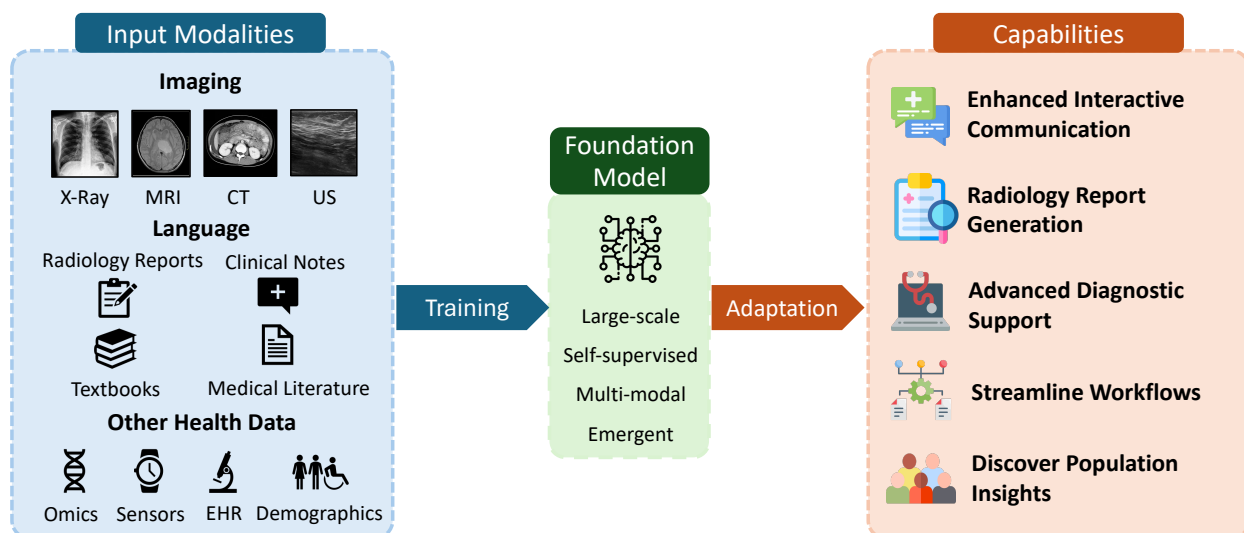 Input Modalities
Imaging
X-Ray MRI CT US
Language
Radiology Reports Clinical Notes
Textbooks Medical Literature
Other Health Data
Omics Sensors EHR Demographics
Training
Foundation
Model
Large-scale
Self-supervised
Multi-modal
Emergent
Adaptation
Capabilities
Enhanced Interactive
Communication
Radiology Report
Generation
Advanced Diagnostic
Support
Streamline Workflows
Discover Population
Insights